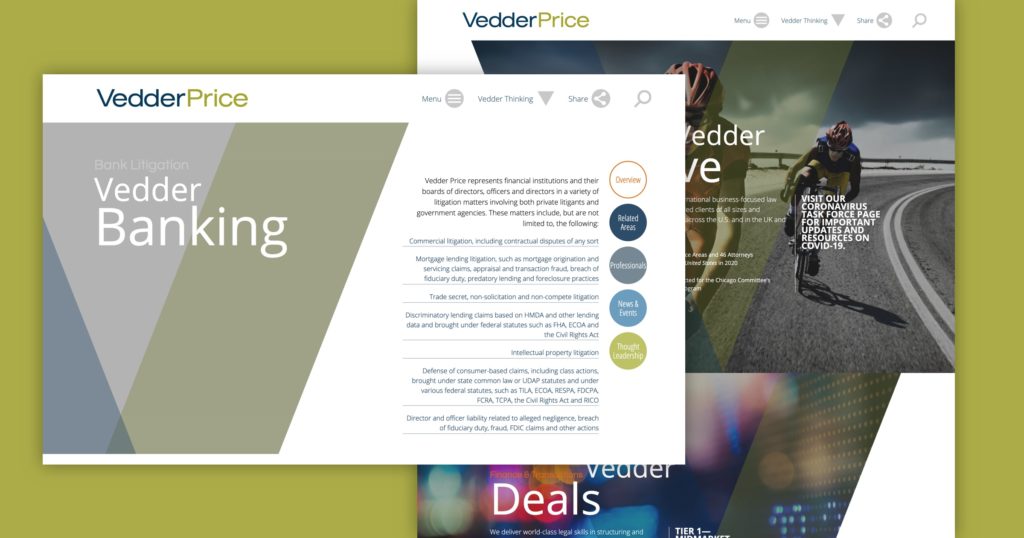 VedderPrice
Menu
Vedder Thinking
Share
VedderPrice
Menu
Vedder Thinking
Share
Bank Litigation
Vedder
Banking
Vedder Price represents financial institutions and their
boards of directors, officers and directors in a variety of
litigation matters involving both private litigants and
government agencies. These matters include, but are not
limited to, the following:
Commercial litigation, including contractual disputes of any sort
Mortgage lending litigation, such as mortgage origination and
servicing claims, appraisal and transaction fraud, breach of
fiduciary duty, predatory lending and foreclosure practices
Trade secret, non-solicitation and non-compete litigation
Discriminatory lending claims based on HMDA and other lending
data and brought under federal statutes such as FHA, ECOA and
the Civil Rights Act
Intellectual property litigation
Defense of consumer-based claims, including class actions,
brought under state common law or UDAP statutes and under
various federal statutes, such as TILA, ECOA, RESPA, FDCPA,
FCRA, TCPA, the Civil Rights Act and RICO
Director and officer liability related to alleged negligence, breach
of fiduciary duty, fraud, FDIC claims and other actions
Overview
Related
Areas
Professionals
News &
Events
Thought
Leadership
Vedder
ve
national business-focused law
red clients of all sizes and
across the U.S. and in the UK and
ce Areas and 46 Attorneys
United States in 2020
cted for the Chicago Committee's
ogram
VISIT OUR
CORONAVIRUS
TASK FORCE PAGE
FOR IMPORTANT
UPDATES AND
RESOURCES ON
COVID-19.
Finance & Transactions
Vedder
Deals
We deliver world-class legal skills in structuring and
TIER 1—
MIDMARKET